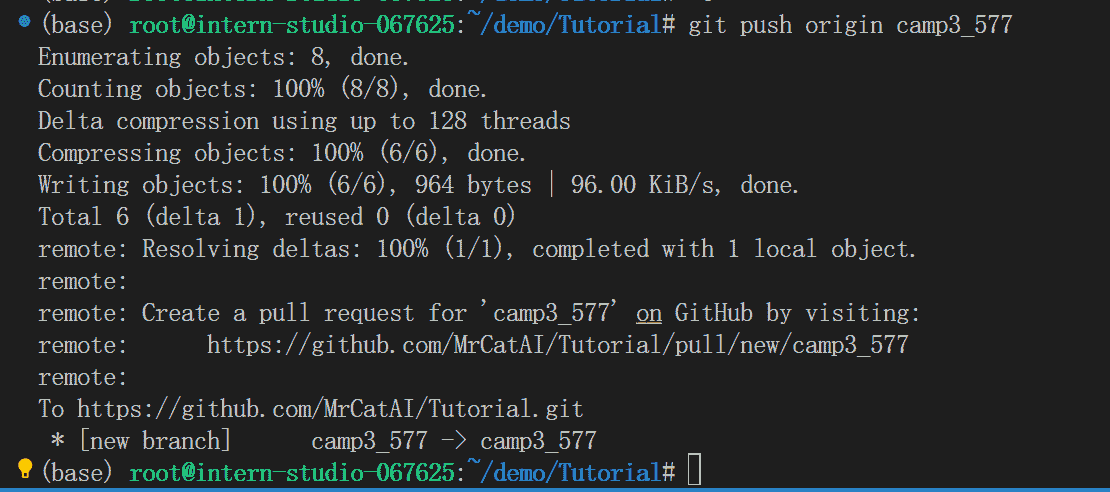 (base) root@intern-studio-067625:~/demo/Tutorial# git push origin camp3_577
Enumerating objects: 8, done.
Counting objects: 100% (8/8), done.
Delta compression using up to 128 threads
Compressing objects: 100% (6/6), done.
Writing objects: 100% (6/6), 964 bytes | 96.00 KiB/s, done.
Total 6 (delta 1), reused 0 (delta 0)
remote: Resolving deltas: 100% (1/1), completed with 1 local object.
remote:
remote: Create a pull request for 'camp3_577' on GitHub by visiting:
remote:      https://github.com/MrCatAI/Tutorial/pull/new/camp3_577
remote:
To https://github.com/MrCatAI/Tutorial.git
 * [new branch]      camp3_577 -> camp3_577
(base) root@intern-studio-067625:~/demo/Tutorial#